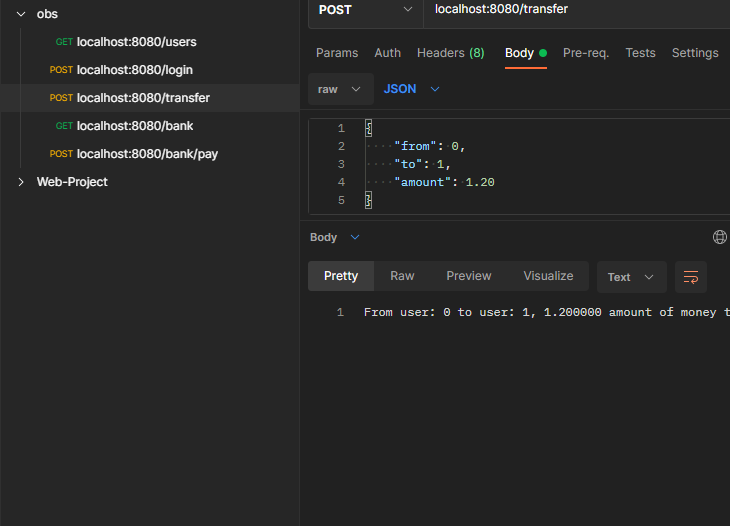 obs
GET localhost:8080/users
POST localhost:8080/login
POST localhost:8080/transfer
GET localhost:8080/bank
POST localhost:8080/bank/pay
Web-Project
POST localhost:8080/transfer
Params Auth Headers (8) Body Pre-req. Tests Settings
raw JSON
1 {
2 "from": 0,
3 "to": 1,
4 "amount": 1.20
5 }
Body
Pretty Raw Preview Visualize Text
1 From user: 0 to user: 1, 1.200000 amount of money t